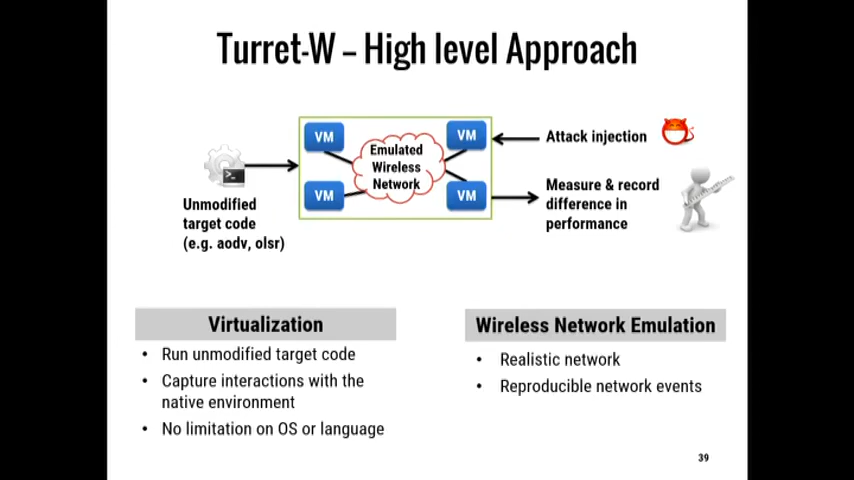 Turret-W – High level Approach
VM
VM
Emulated
Wireless
Network
VM
VM
Attack injection
Measure & record
difference in
performance
>_
Unmodified
target code
(e.g. aodv, olsr)
Virtualization
• Run unmodified target code
• Capture interactions with the
native environment
• No limitation on OS or language
Wireless Network Emulation
• Realistic network
• Reproducible network events
39